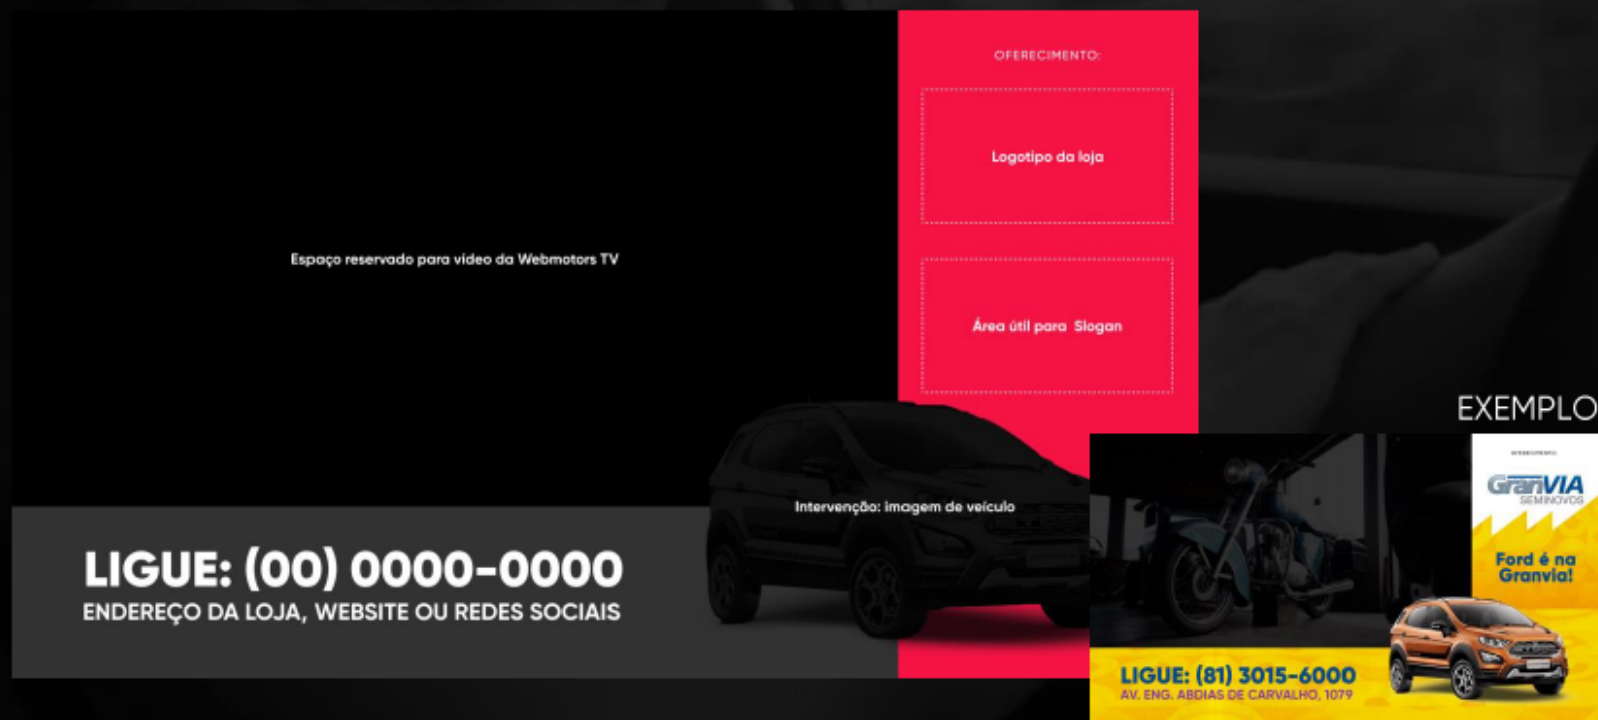 OFERECIMENTO:
Logotipo da loja
Espaço reservado para vídeo da Webmotors TV
Área útil para Slogan
Intervenção: imagem de veículo
LIGUE: (00) 0000-0000
ENDEREÇO DA LOJA, WEBSITE OU REDES SOCIAIS
EXEMPLO
OFERECIMENTO:
GranVIA
SEMINOVOS
Ford é na
Granvia!
LIGUE: (81) 3015-6000
AV. ENG. ABDIAS DE CARVALHO, 1079